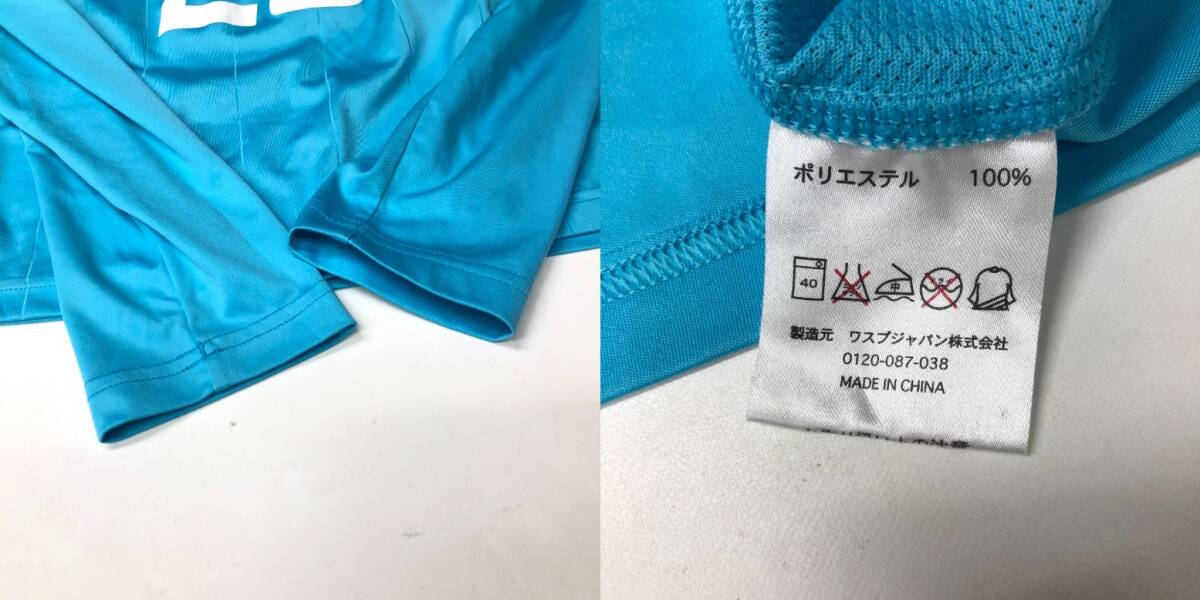 ポリエステル 100%
40 中
製造元 ワスプジャパン株式会社
0120-087-038
MADE IN CHINA